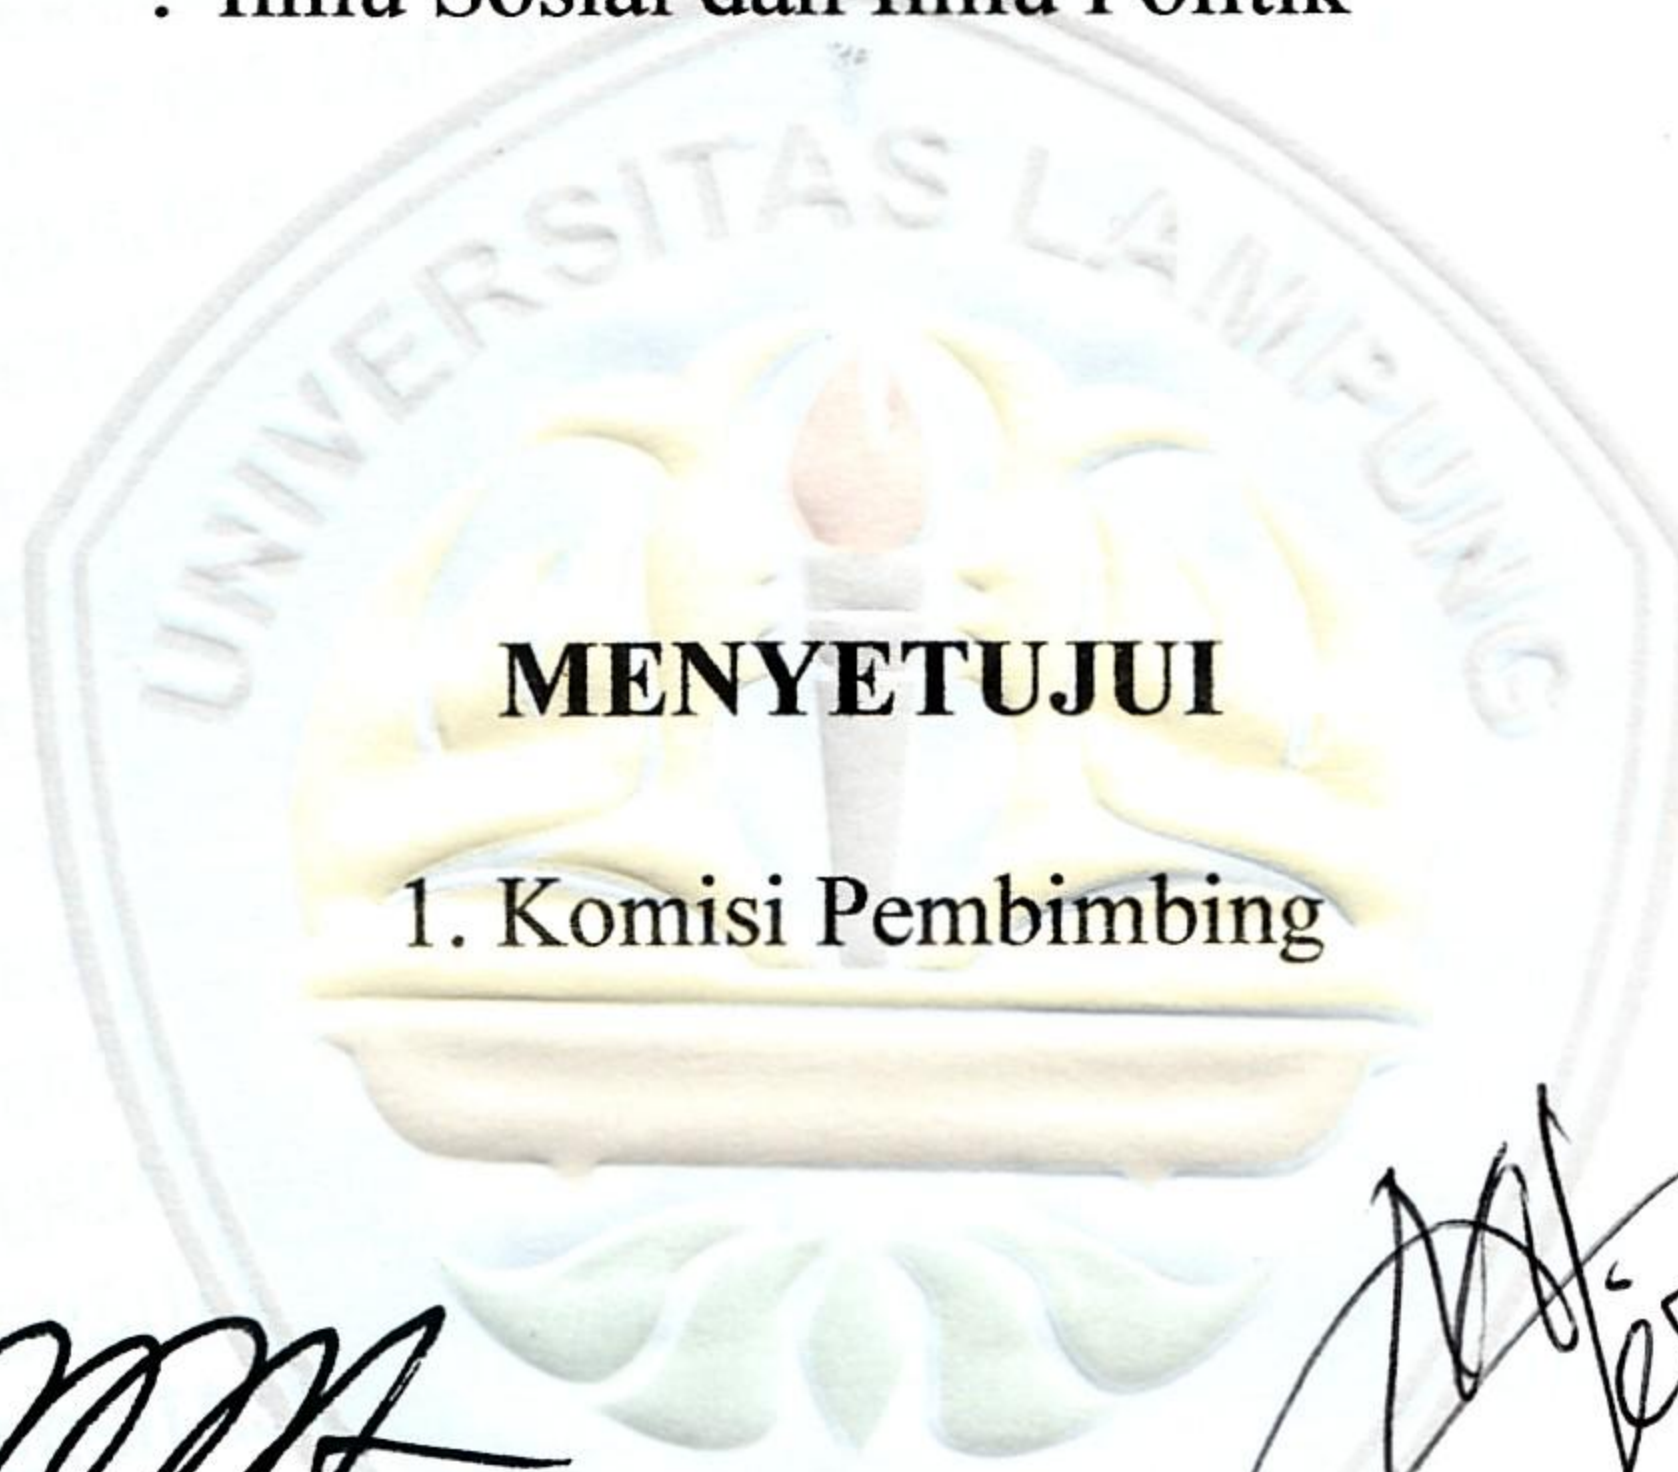 : Ilmu Sosial dan Ilmu Politik
UNIVERSITAS LAMPUNG
MENYETUJUI
1. Komisi Pembimbing